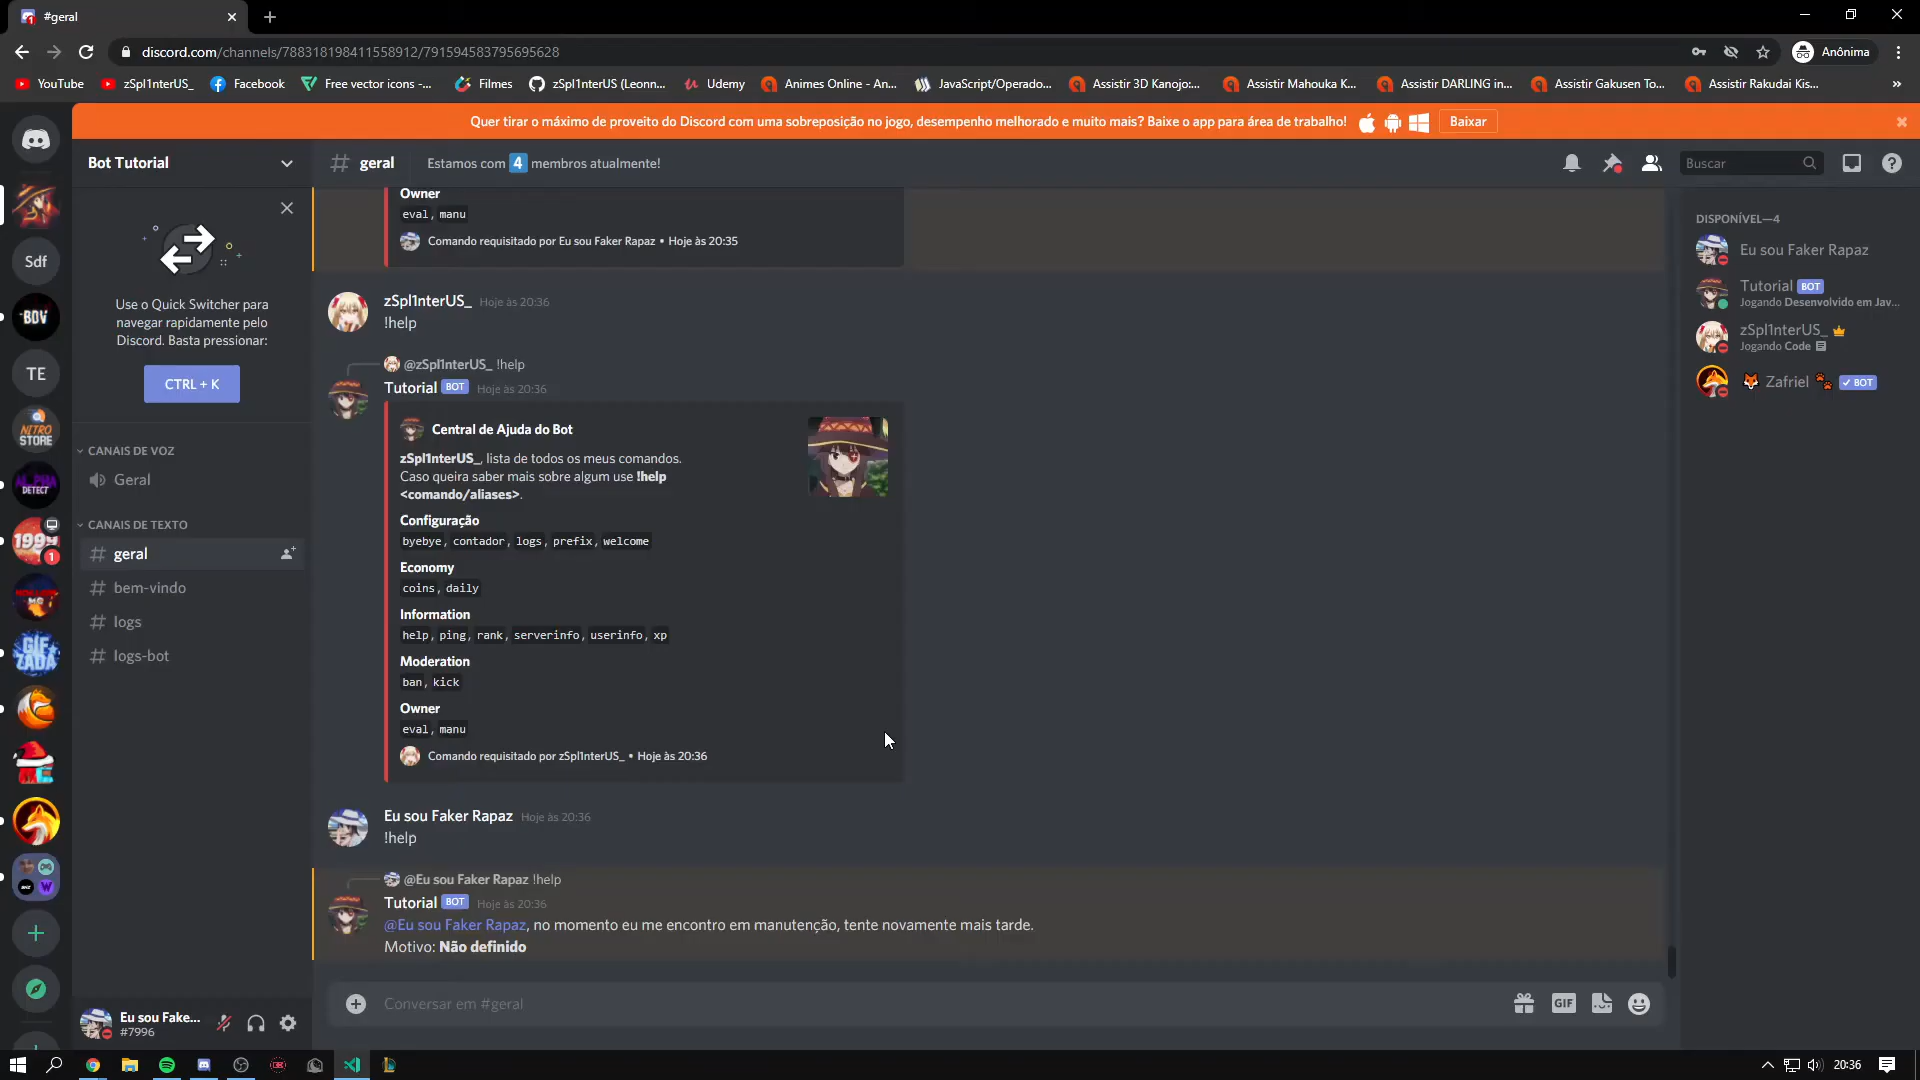 #geral
discord.com/channels/788318198411558912/791594583795695628
Anônima
YouTube
zSpl1nterUS_
Facebook
Free vector icons -...
Filmes
zSpl1nterUS (Leonn...
Udemy
Animes Online - An...
JavaScript/Operado...
Assistir 3D Kanojo:...
Assistir Mahouka K...
Assistir DARLING in...
Assistir Gakusen To...
Assistir Rakudai Kis...
»
Quer tirar o máximo de proveito do Discord com uma sobreposição no jogo, desempenho melhorado e muito mais? Baixe o app para área de trabalho!
Baixar
Bot Tutorial
geral
Estamos com 4 membros atualmente!
Buscar
Sdf
BDV
TE
NITRO
STORE
ALPHA
DETECT
1999
1
GIF
ZADA
Use o Quick Switcher para
navegar rapidamente pelo
Discord. Basta pressionar:
CTRL + K
CANAIS DE VOZ
Geral
CANAIS DE TEXTO
# geral
# bem-vindo
# logs
# logs-bot
Eu sou Fake...
#7996
Owner
eval, manu
Comando requisitado por Eu sou Faker Rapaz • Hoje às 20:35
zSpl1nterUS_ Hoje às 20:36
!help
@zSpl1nterUS_ !help
Tutorial BOT Hoje às 20:36
Central de Ajuda do Bot
zSpl1nterUS_, lista de todos os meus comandos.
Caso queira saber mais sobre algum use !help
<comando/aliases>.
Configuração
byebye, contador, logs, prefix, welcome
Economy
coins, daily
Information
help, ping, rank, serverinfo, userinfo, xp
Moderation
ban, kick
Owner
eval, manu
Comando requisitado por zSpl1nterUS_ • Hoje às 20:36
Eu sou Faker Rapaz Hoje às 20:36
!help
@Eu sou Faker Rapaz !help
Tutorial BOT Hoje às 20:36
@Eu sou Faker Rapaz, no momento eu me encontro em manutenção, tente novamente mais tarde.
Motivo: Não definido
Conversar em #geral
GIF
DISPONÍVEL—4
Eu sou Faker Rapaz
Tutorial BOT
Jogando Desenvolvido em Jav...
zSpl1nterUS_
Jogando Code
Zafriel ✓ BOT
20:36